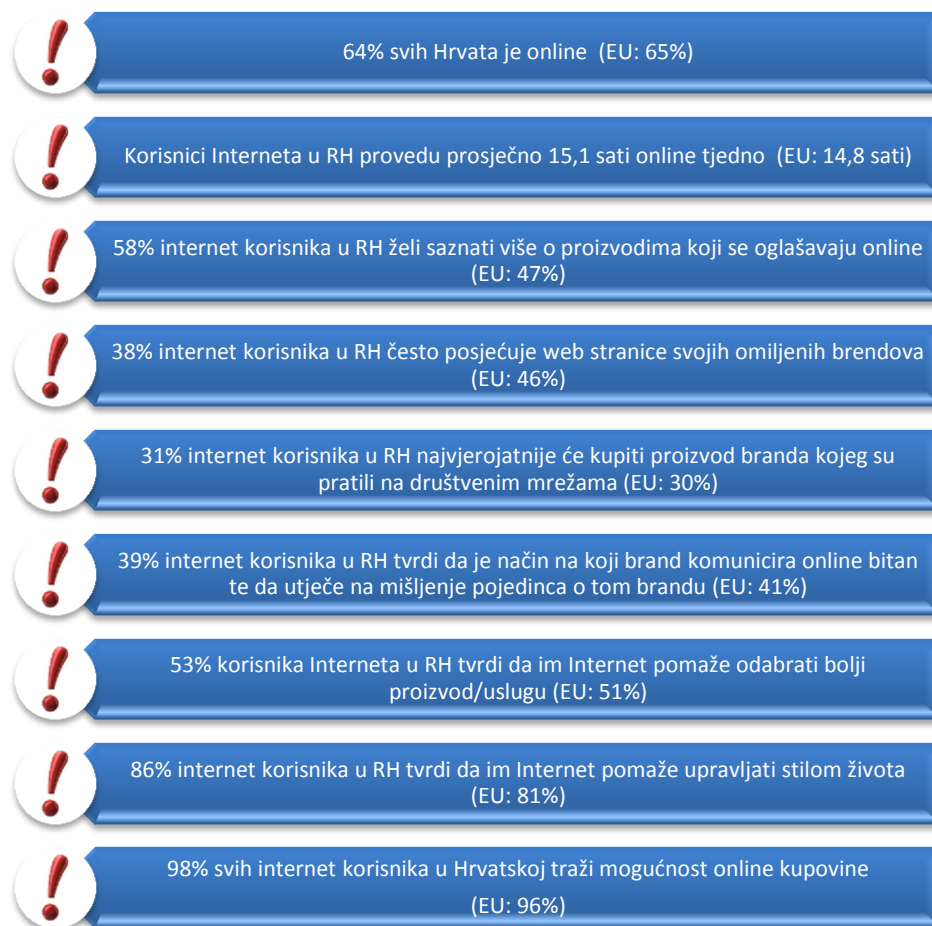 64% svih Hrvata je online  (EU: 65%)
Korisnici Interneta u RH provedu prosječno 15,1 sati online tjedno  (EU: 14,8 sati)
58% internet korisnika u RH želi saznati više o proizvodima koji se oglašavaju online
(EU: 47%)
38% internet korisnika u RH često posjećuje web stranice svojih omiljenih brendova
(EU: 46%)
31% internet korisnika u RH najvjerojatnije će kupiti proizvod branda kojeg su
pratili na društvenim mrežama (EU: 30%)
39% internet korisnika u RH tvrdi da je način na koji brand komunicira online bitan
te da utječe na mišljenje pojedinca o tom brandu (EU: 41%)
53% korisnika Interneta u RH tvrdi da im Internet pomaže odabrati bolji
proizvod/uslugu (EU: 51%)
86% internet korisnika u RH tvrdi da im Internet pomaže upravljati stilom života
(EU: 81%)
98% svih internet korisnika u Hrvatskoj traži mogućnost online kupovine
(EU: 96%)